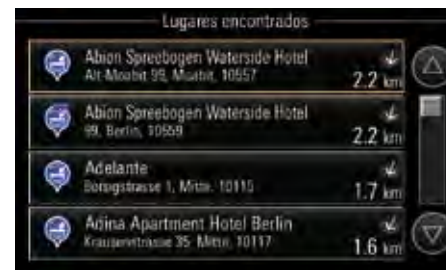 Lugares encontrados
Abion Spreebogen Waterside Hotel
Alt-Moabit 99, Moabit, 10557
2.2 km
Abion Spreebogen Waterside Hotel
99, Berlin, 10559
2.2 km
Adelante
Borsigstrasse 1, Mitte, 10115
1.7 km
Adina Apartment Hotel Berlin
Krausenstrasse 35, Mitte, 10117
1.6 km